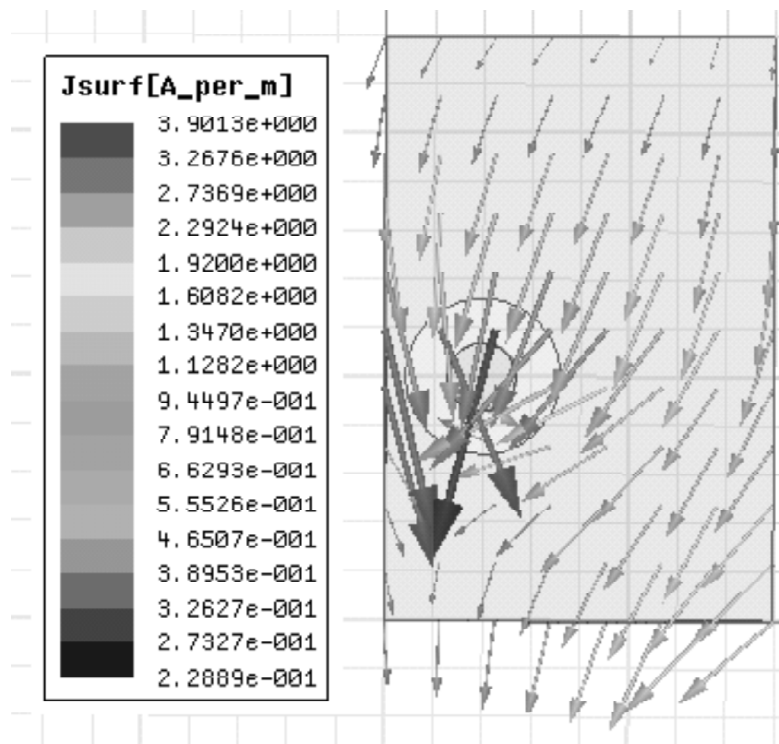 Jsurf[A_per_m]
3.9013e+000
3.2676e+000
2.7369e+000
2.2924e+000
1.9200e+000
1.6082e+000
1.3470e+000
1.1282e+000
9.4497e-001
7.9148e-001
6.6293e-001
5.5526e-001
4.6507e-001
3.8953e-001
3.2627e-001
2.7327e-001
2.2889e-001